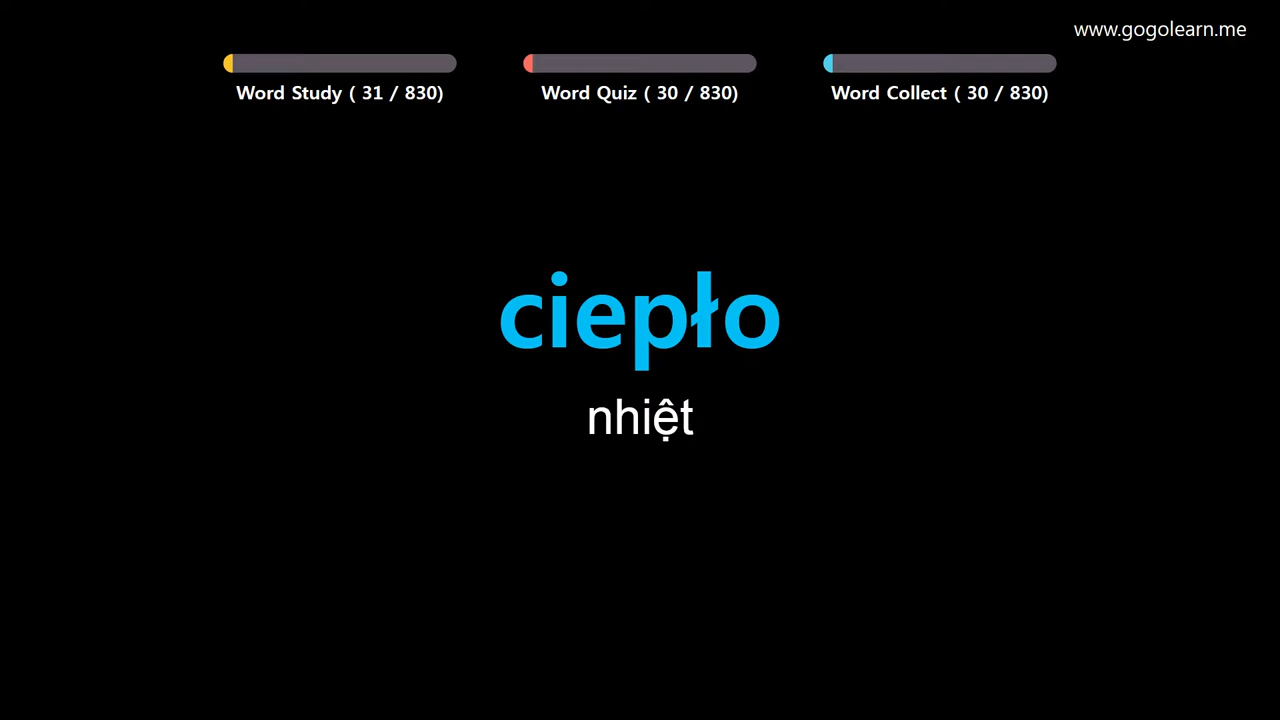 www.gogolearn.me
Word Study ( 31 / 830)
Word Quiz ( 30 / 830)
Word Collect ( 30 / 830)
ciepło
nhiệt